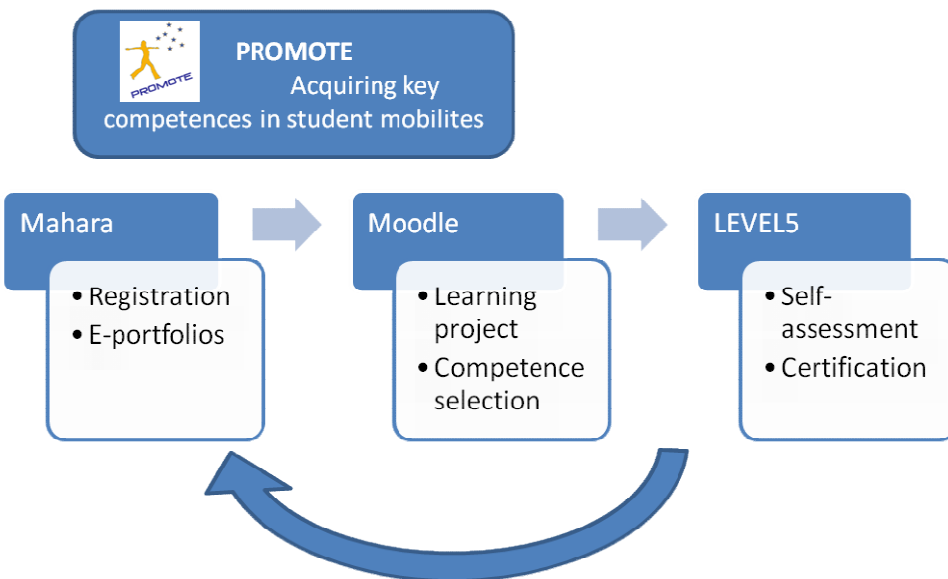 PROMOTE
PROMOTE
Acquiring key
competences in student mobilites
Mahara
• Registration
• E-portfolios
Moodle
• Learning
project
• Competence
selection
LEVEL5
• Self-
assessment
• Certification